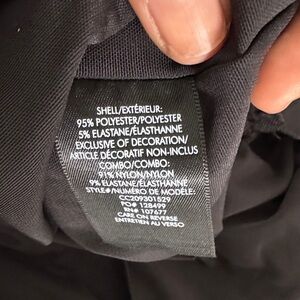 SHELL/EXTÉRIEUR:
95% POLYESTER/POLYESTER
5% ELASTANE/ÉLASTHANNE
EXCLUSIVE OF DECORATION/
ARTICLE DÉCORATIF NON-INCLUS
COMBO/COMBO:
91% NYLON/NYLON
9% ELASTANE/ÉLASTHANNE
STYLE#/NUMÉRO DE MODÈLE:
CC209301529
PO# 128499
RN# 107677
CARE ON REVERSE
ENTRETIEN AU VERSO